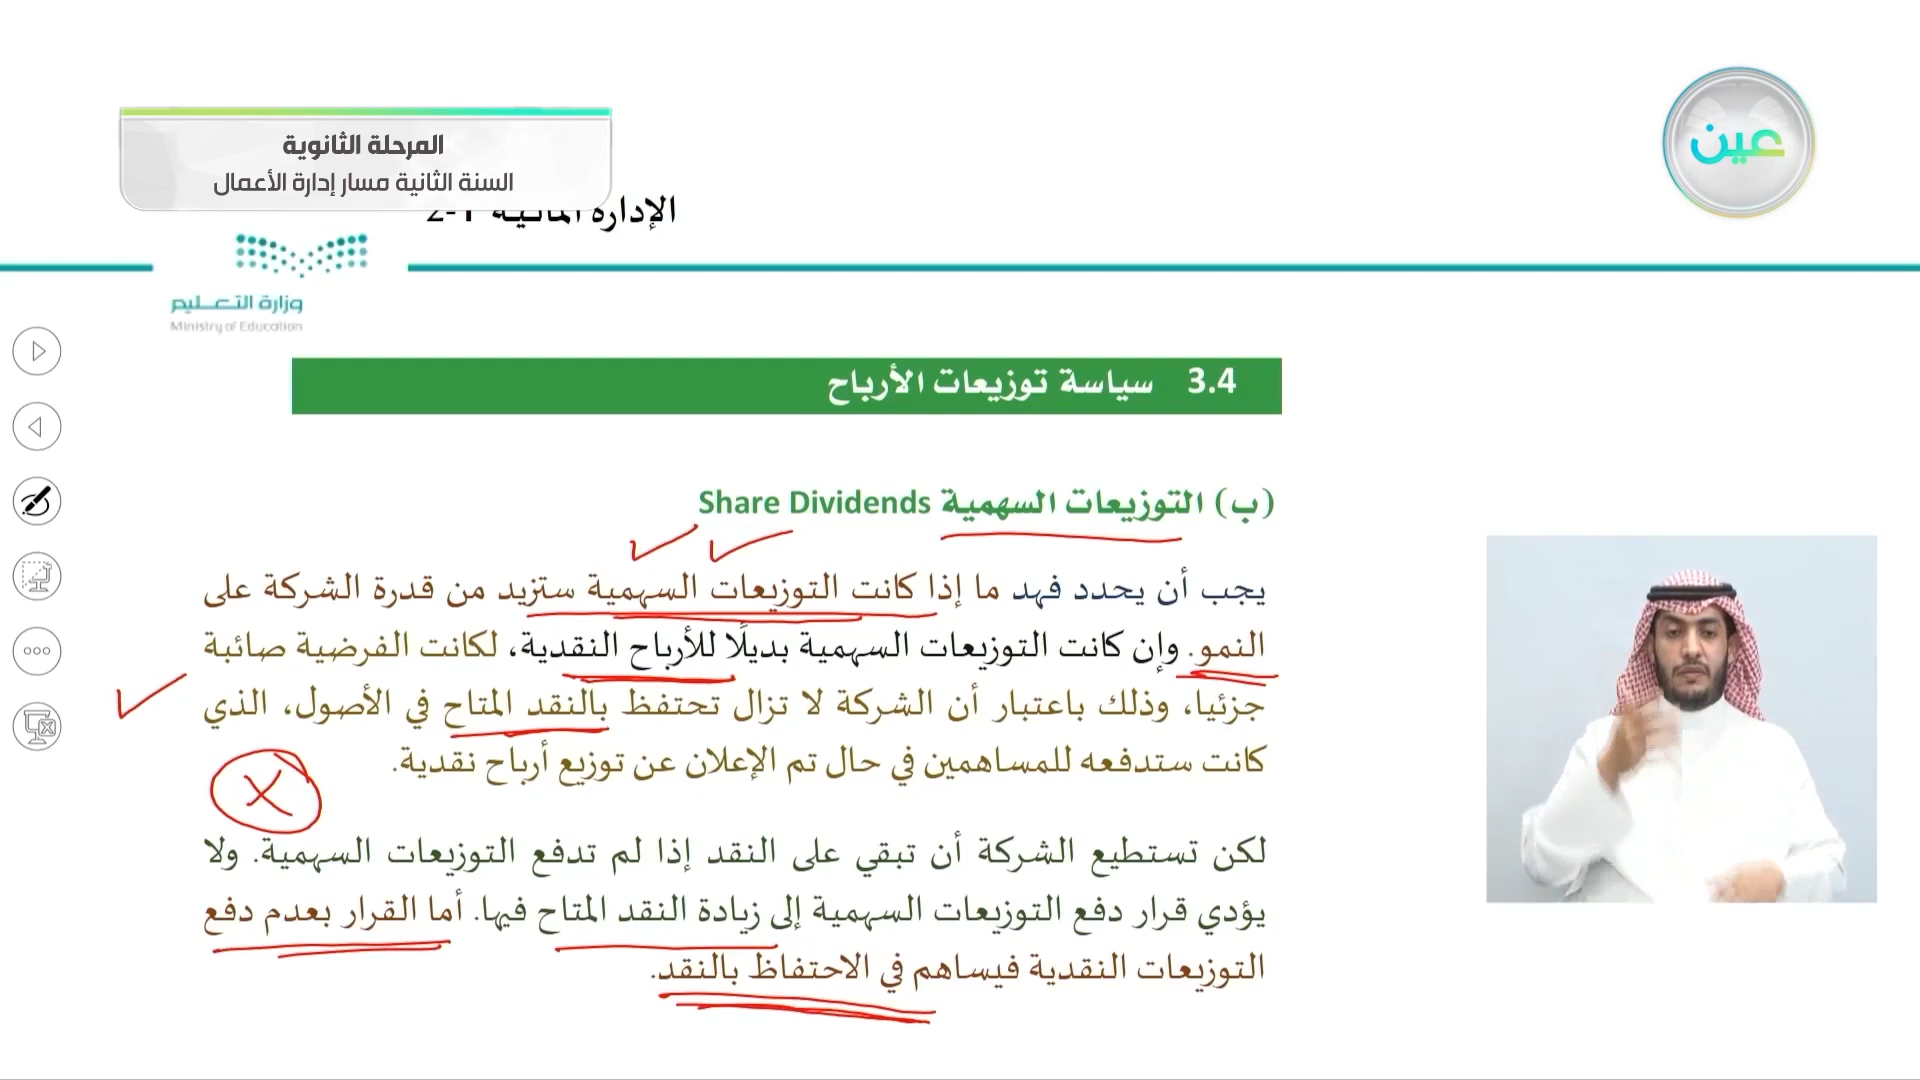 المرحلة الثانوية
السنة الثانية مسار إدارة الأعمال
عين
الإدارة المالية 1-2
وزارة التعليم
Ministry of Education
3.4 سياسة توزيعات الأرباح
(ب) التوزيعات السهمية Share Dividends
يجب أن يحدد فهد ما إذا كانت التوزيعات السهمية ستزيد من قدرة الشركة على
النمو. وإن كانت التوزيعات السهمية بديلًا للأرباح النقدية، لكانت الفرضية صائبة
جزئيا، وذلك باعتبار أن الشركة لا تزال تحتفظ بالنقد المتاح في الأصول، الذي
كانت ستدفعه للمساهمين في حال تم الإعلان عن توزيع أرباح نقدية.
لكن تستطيع الشركة أن تبقي على النقد إذا لم تدفع التوزيعات السهمية. ولا
يؤدي قرار دفع التوزيعات السهمية إلى زيادة النقد المتاح فيها. أما القرار بعدم دفع
التوزيعات النقدية فيساهم في الاحتفاظ بالنقد.